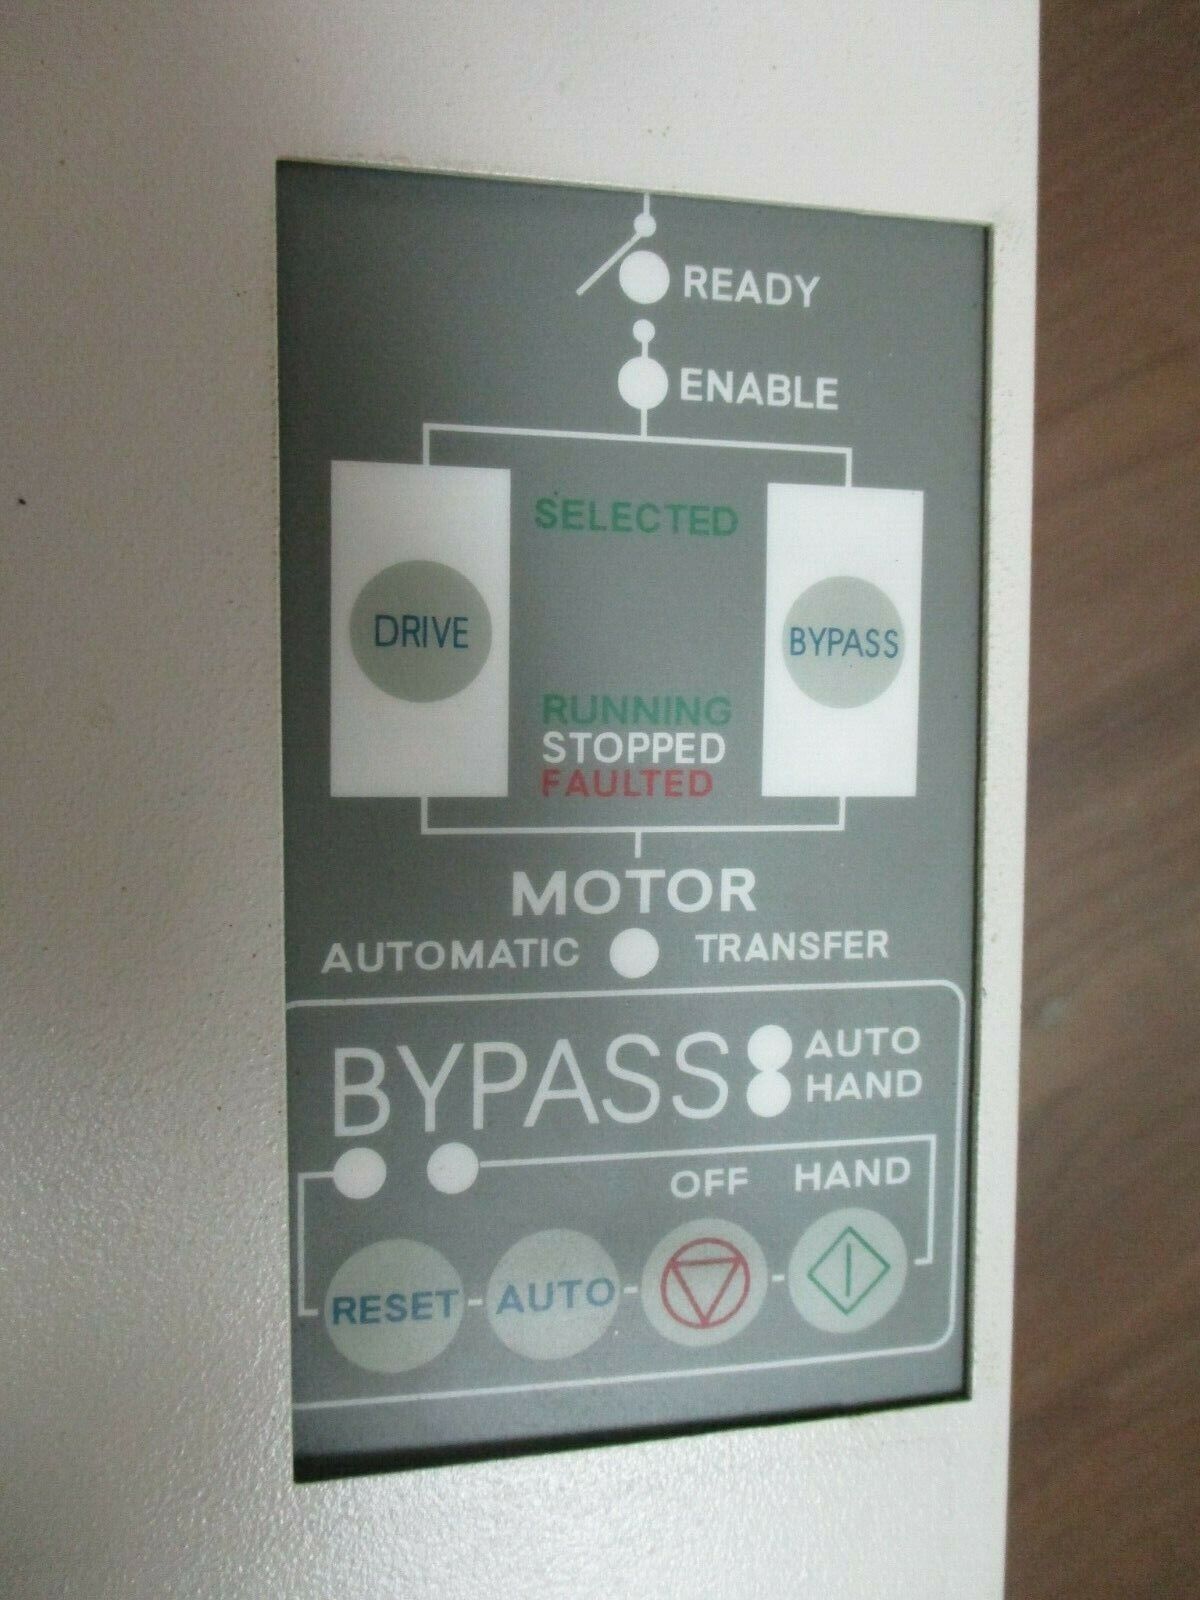 READY
ENABLE
SELECTED
DRIVE
BYPASS
RUNNING
STOPPED
FAULTED
MOTOR
AUTOMATIC TRANSFER
BYPASS
AUTO
HAND
OFF HAND
RESET AUTO